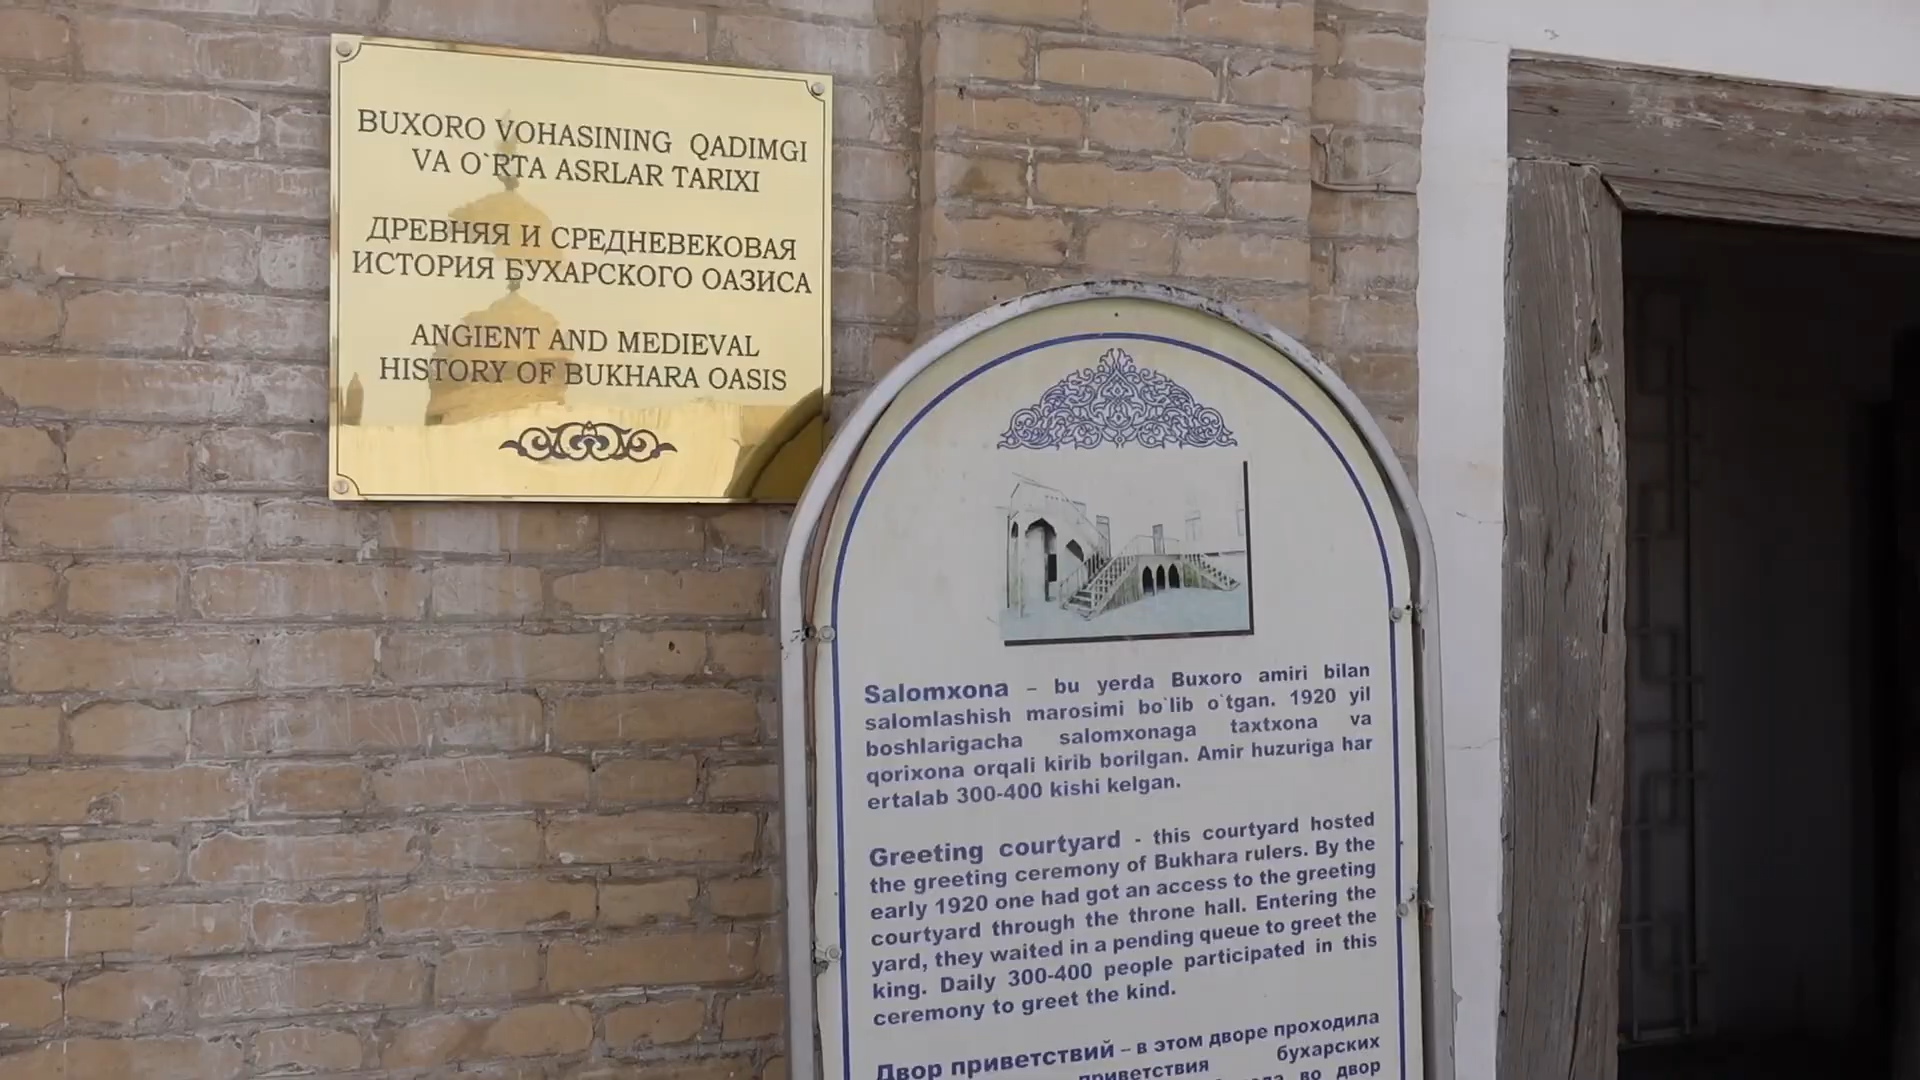 BUXORO VOHASINING QADIMGI
VA O`RTA ASRLAR TARIXI
ДРЕВНЯЯ И СРЕДНЕВЕКОВАЯ
ИСТОРИЯ БУХАРСКОГО ОАЗИСА
ANGIENT AND MEDIEVAL
HISTORY OF BUKHARA OASIS
Salomxona – bu yerda Buxoro amiri bilan
salomlashish marosimi bo`lib o`tgan. 1920 yil
boshlarigacha salomxonaga taxtxona va
qorixona orqali kirib borilgan. Amir huzuriga har
ertalab 300-400 kishi kelgan.
Greeting courtyard - this courtyard hosted
the greeting ceremony of Bukhara rulers. By the
early 1920 one had got an access to the greeting
courtyard through the throne hall. Entering the
yard, they waited in a pending queue to greet the
king. Daily 300-400 people participated in this
ceremony to greet the kind.
Двор приветствий – в этом дворе проходила
приветствия бухарских
во двор